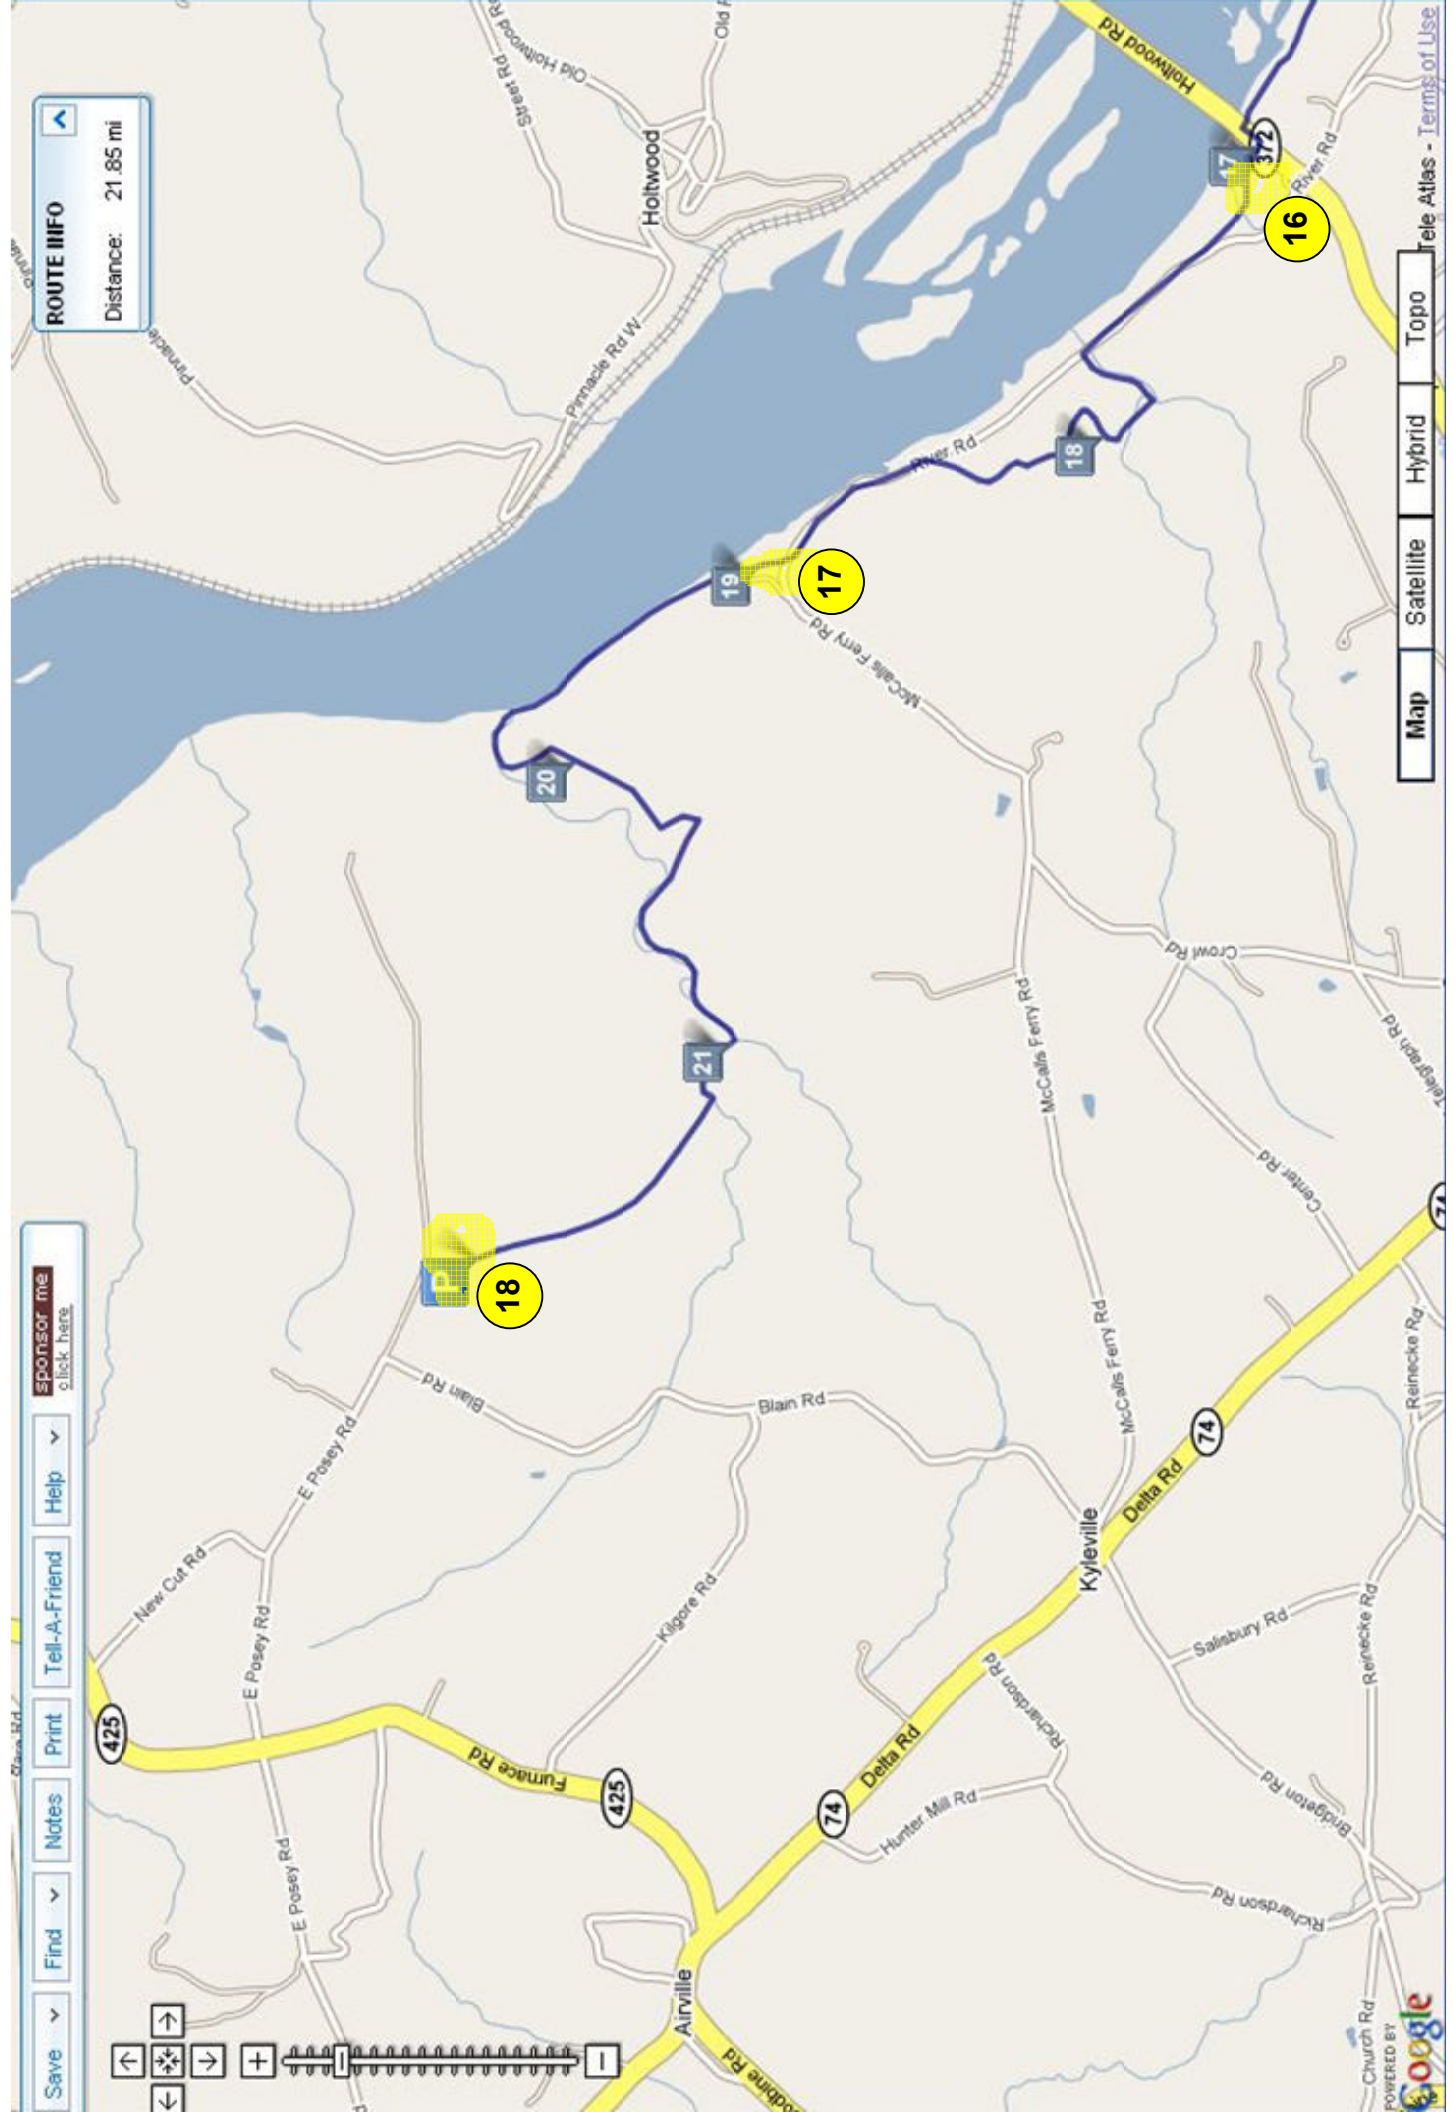 Save
Find
Notes
Print
Tell-A-Friend
Help
sponsor me
click here
ROUTE INFO
Distance: 21.85 mi
425
New Cut Rd
E Posey Rd
E Posey Rd
E Posey Rd
Blain Rd
Blain Rd
Kilgore Rd
Furnace Rd
425
Airville
74
Delta Rd
Hunter Mill Rd
Richardson Rd
Richardson Rd
Kyleville
Delta Rd
74
Salisbury Rd
Bridgeton Rd
Reinecke Rd
Reinecke Rd
Church Rd
McCalls Ferry Rd
McCalls Ferry Rd
McCalls Ferry Rd
Center Rd
Crowl Rd
Telegraph Rd
74
P
18
21
20
19
17
18
17
16
372
River Rd
River Rd
Holtwood Rd
Holtwood
Old Holtwood Rd
Street Rd
Pinnacle Rd W
Pinnacle
Map
Satellite
Hybrid
Topo
POWERED BY
Google
Tele Atlas - Terms of Use